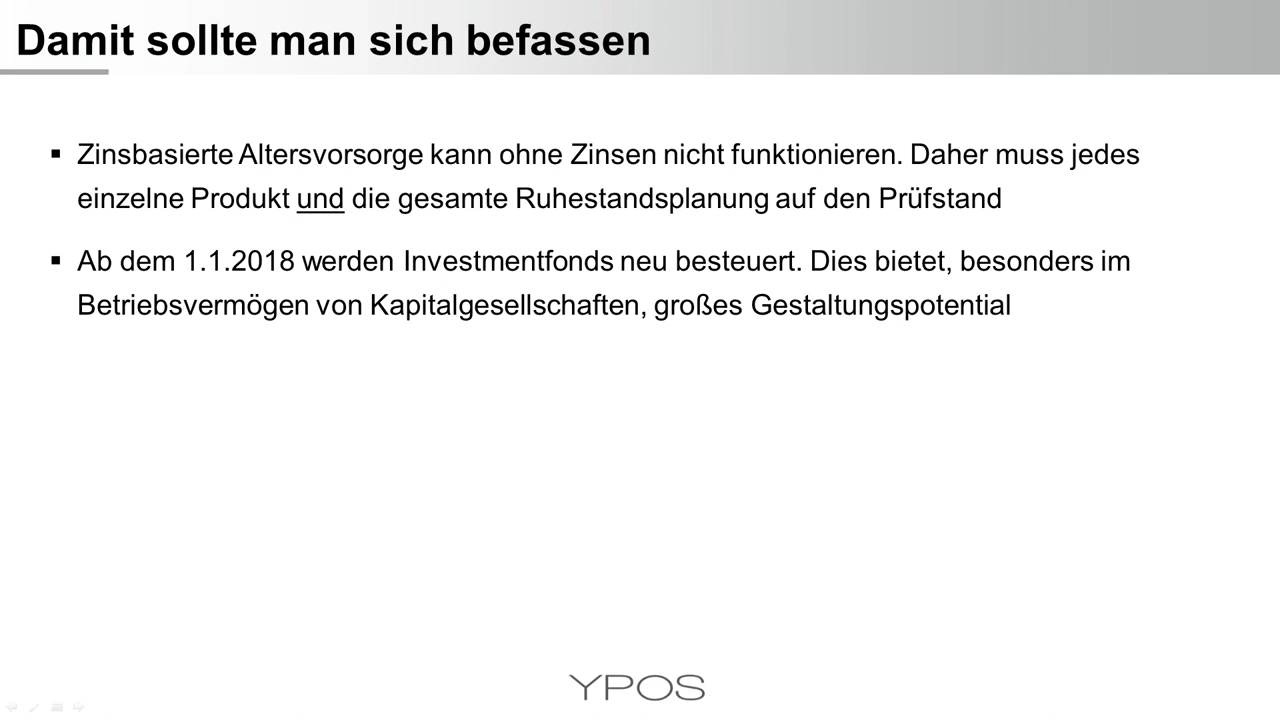 Damit sollte man sich befassen
▪ Zinsbasierte Altersvorsorge kann ohne Zinsen nicht funktionieren. Daher muss jedes
einzelne Produkt und die gesamte Ruhestandsplanung auf den Prüfstand
▪ Ab dem 1.1.2018 werden Investmentfonds neu besteuert. Dies bietet, besonders im
Betriebsvermögen von Kapitalgesellschaften, großes Gestaltungspotential
YPOS